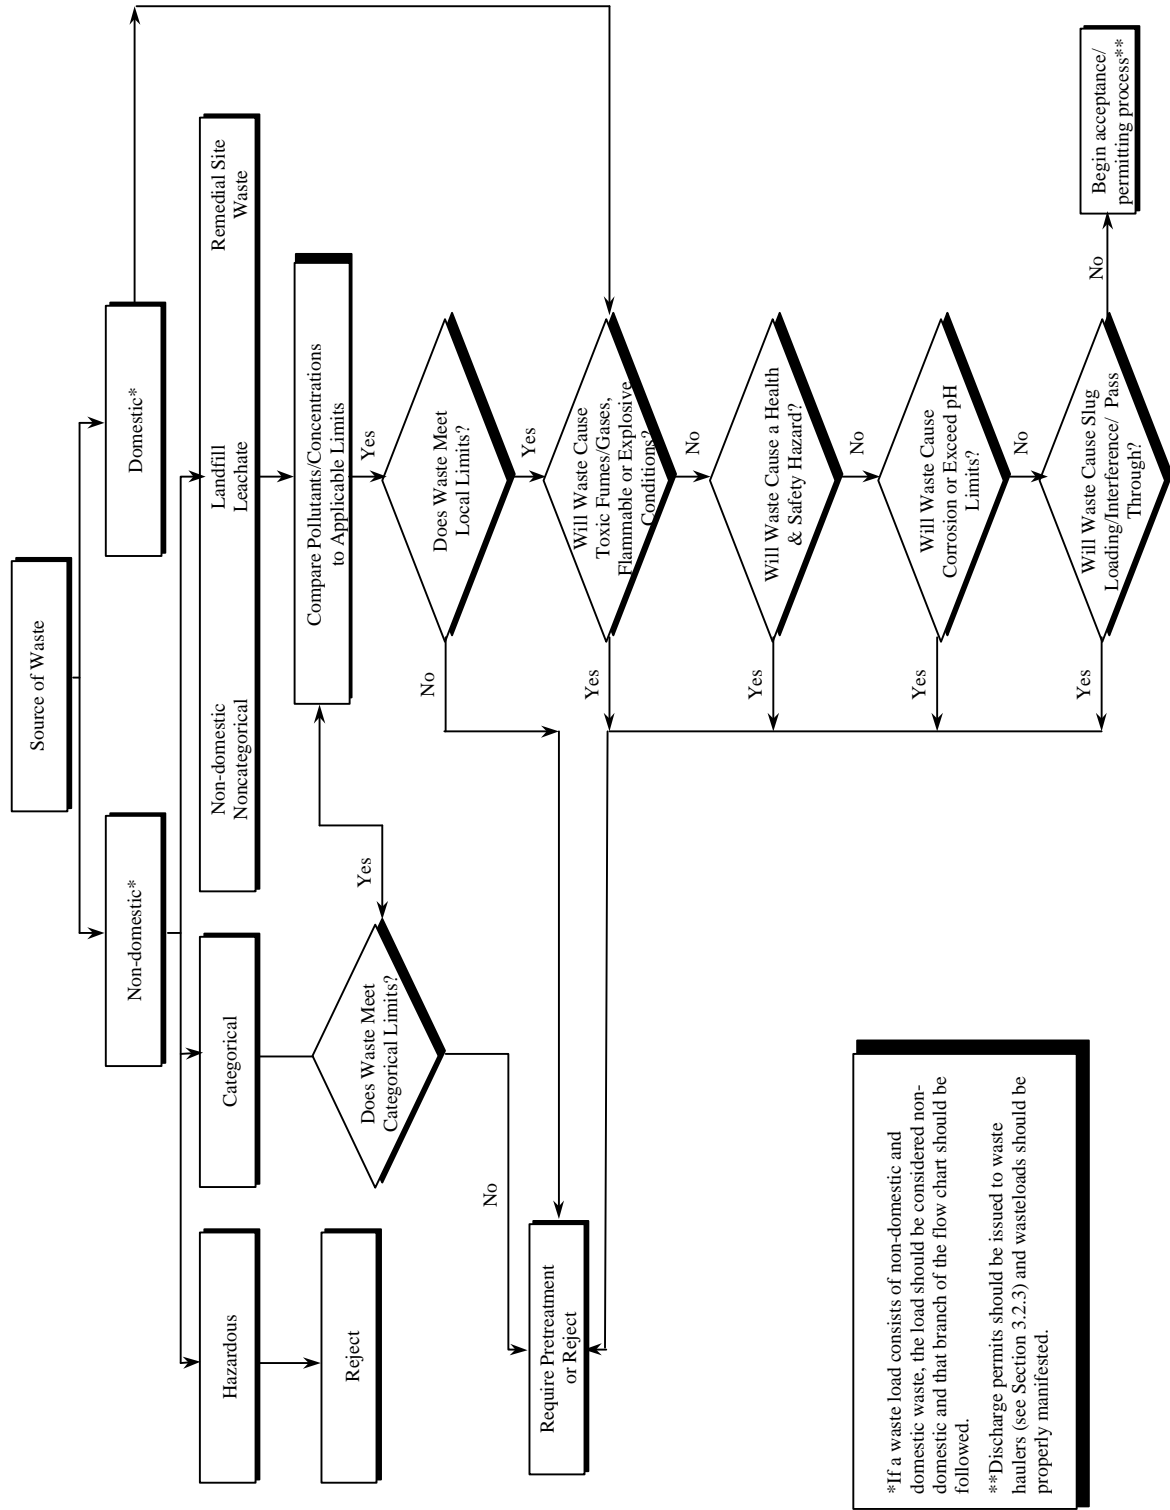 Source of Waste
Non-domestic*
Domestic*
Hazardous
Categorical
Non-domestic
Noncategorical
Landfill
Leachate
Remedial Site
Waste
Reject
Does Waste Meet
Categorical Limits?
Yes
No
Compare Pollutants/Concentrations
to Applicable Limits
Yes
Does Waste Meet
Local Limits?
No
Yes
Require Pretreatment
or Reject
Will Waste Cause
Toxic Fumes/Gases,
Flammable or Explosive
Conditions?
Yes
No
Will Waste Cause a Health
& Safety Hazard?
Yes
No
Will Waste Cause
Corrosion or Exceed pH
Limits?
Yes
No
Will Waste Cause Slug
Loading/Interference/ Pass
Through?
Yes
No
Begin acceptance/
permitting process**
*If a waste load consists of non-domestic and
domestic waste, the load should be considered non-
domestic and that branch of the flow chart should be
followed.
**Discharge permits should be issued to waste
haulers (see Section 3.2.3) and wasteloads should be
properly manifested.